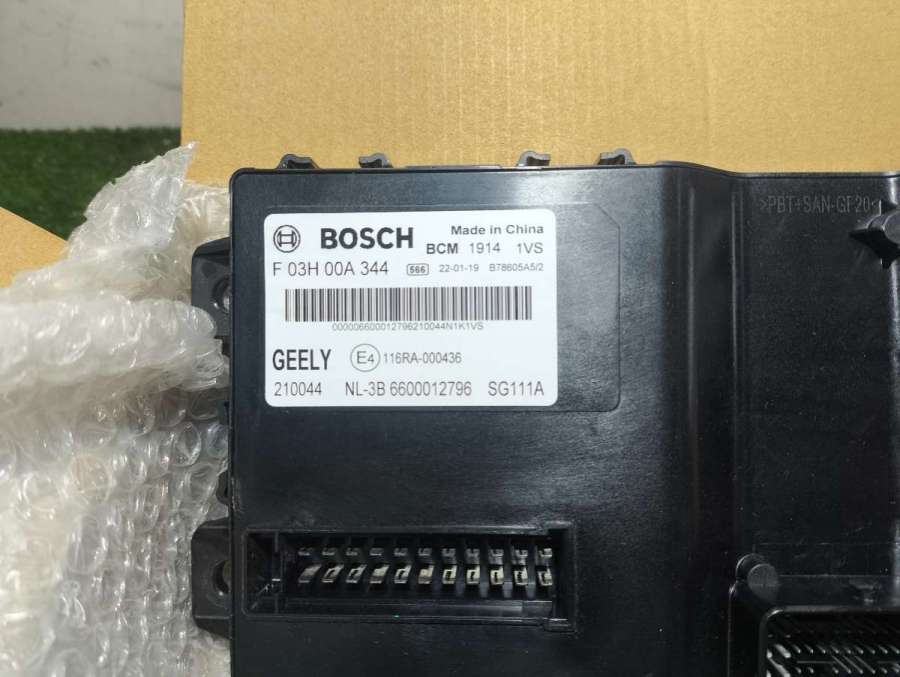 BOSCH
Made in China
BCM 1914 1VS
F 03H 00A 344 566 22-01-19 B78605A5/2
000006600012796210044N1K1VS
GEELY E4 116RA-000436
210044 NL-3B 6600012796 SG111A
>PBT+SAN-GF20<